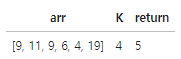 arr K return
[9, 11, 9, 6, 4, 19] 4 5